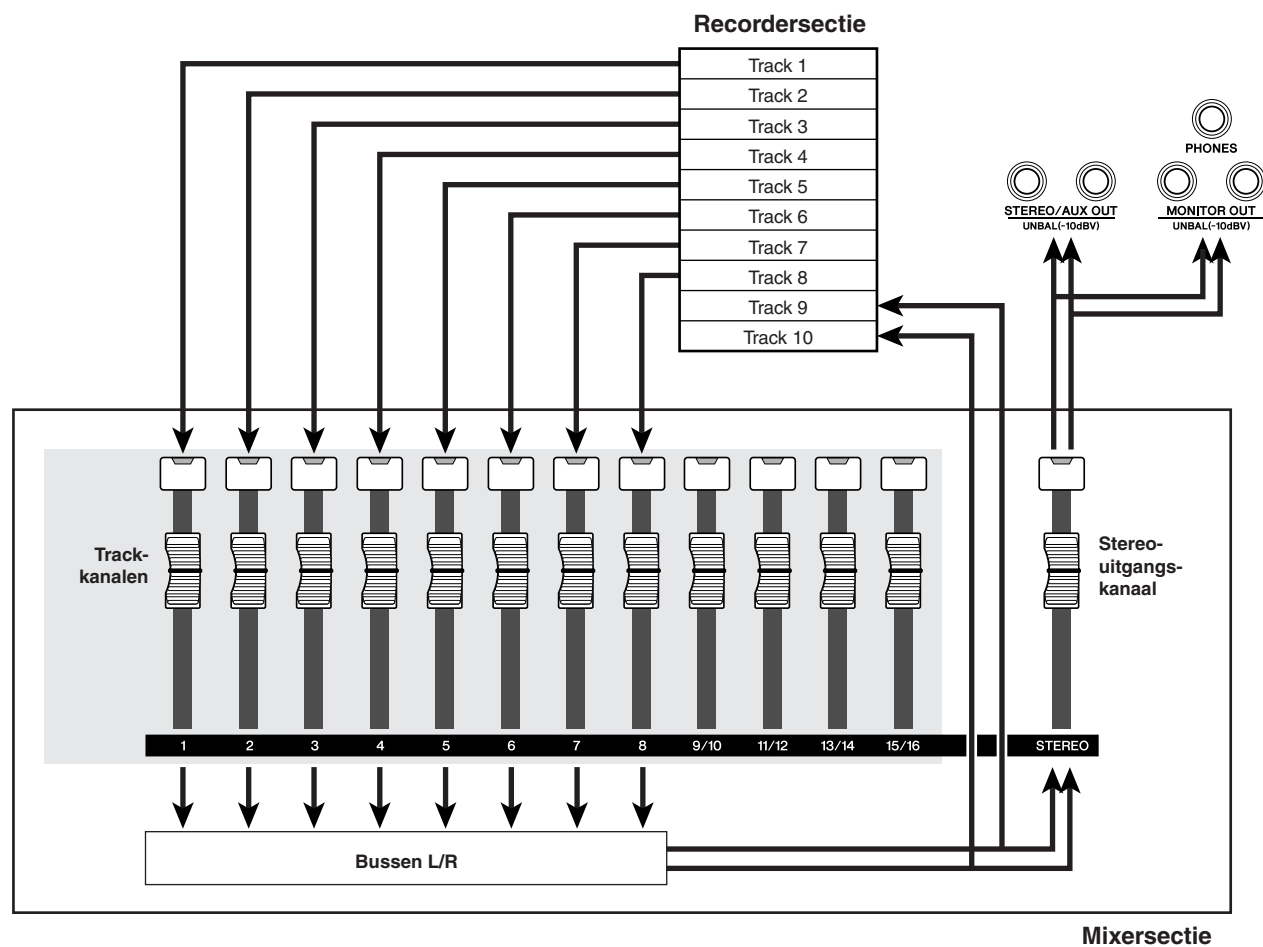 Recordersectie
Track 1
Track 2
Track 3
Track 4
Track 5
Track 6
Track 7
Track 8
Track 9
Track 10
PHONES
STEREO/AUX OUT
UNBAL(-10dBV)
MONITOR OUT
UNBAL(-10dBV)
Track-
kanalen
Stereo-
uitgangs-
kanaal
1 2 3 4 5 6 7 8 9/10 11/12 13/14 15/16 STEREO
Bussen L/R
Mixersectie